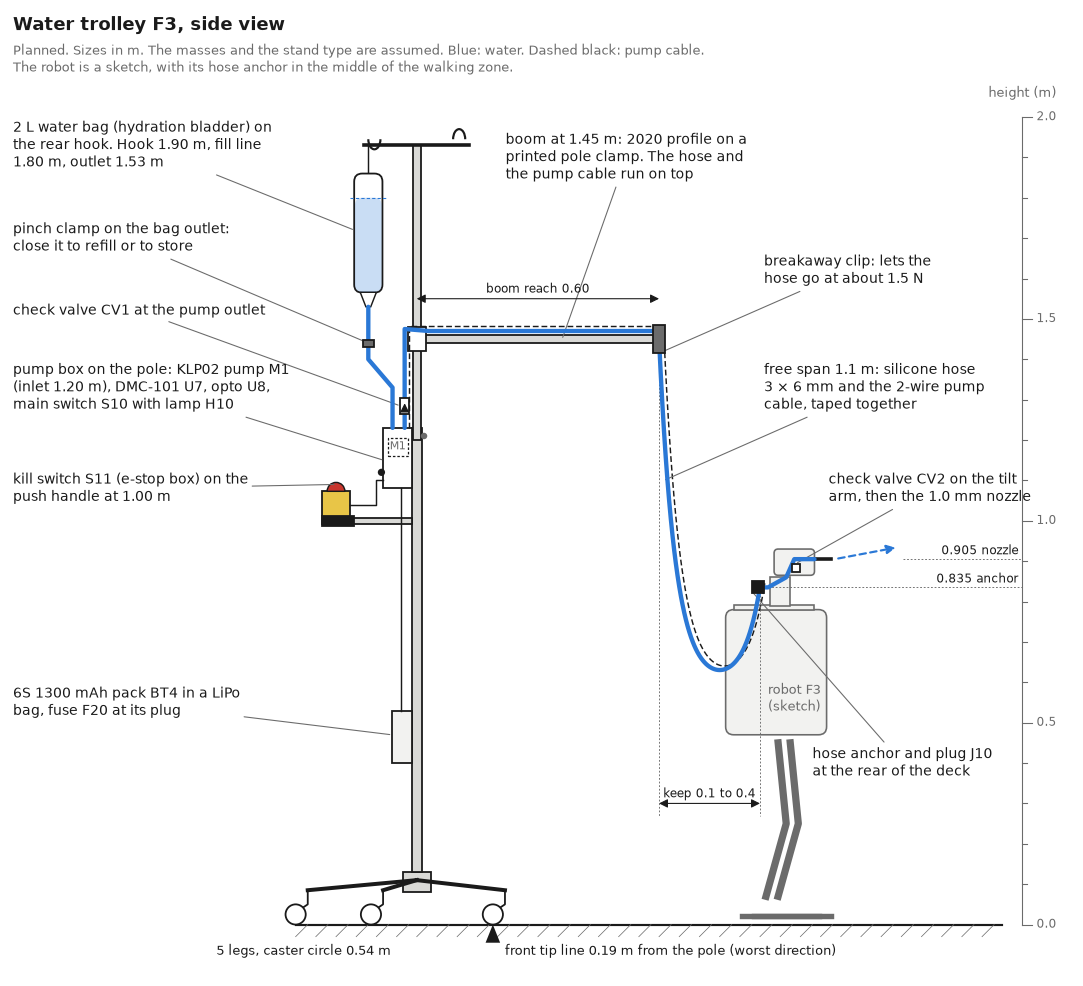 Water trolley F3, side view
Planned. Sizes in m. The masses and the stand type are assumed. Blue: water. Dashed black: pump cable.
The robot is a sketch, with its hose anchor in the middle of the walking zone.
height (m)
2.0
2 L water bag (hydration bladder) on
the rear hook. Hook 1.90 m, fill line
1.80 m, outlet 1.53 m
boom at 1.45 m: 2020 profile on a
printed pole clamp. The hose and
the pump cable run on top
pinch clamp on the bag outlet:
close it to refill or to store
breakaway clip: lets the
hose go at about 1.5 N
boom reach 0.60
check valve CV1 at the pump outlet
1.5
pump box on the pole: KLP02 pump M1
(inlet 1.20 m), DMC-101 U7, opto U8,
main switch S10 with lamp H10
free span 1.1 m: silicone hose
3 × 6 mm and the 2-wire pump
cable, taped together
M1
kill switch S11 (e-stop box) on the
push handle at 1.00 m
check valve CV2 on the tilt
arm, then the 1.0 mm nozzle
1.0
0.905 nozzle
0.835 anchor
6S 1300 mAh pack BT4 in a LiPo
bag, fuse F20 at its plug
robot F3
(sketch)
0.5
hose anchor and plug J10
at the rear of the deck
keep 0.1 to 0.4
0.0
5 legs, caster circle 0.54 m
front tip line 0.19 m from the pole (worst direction)